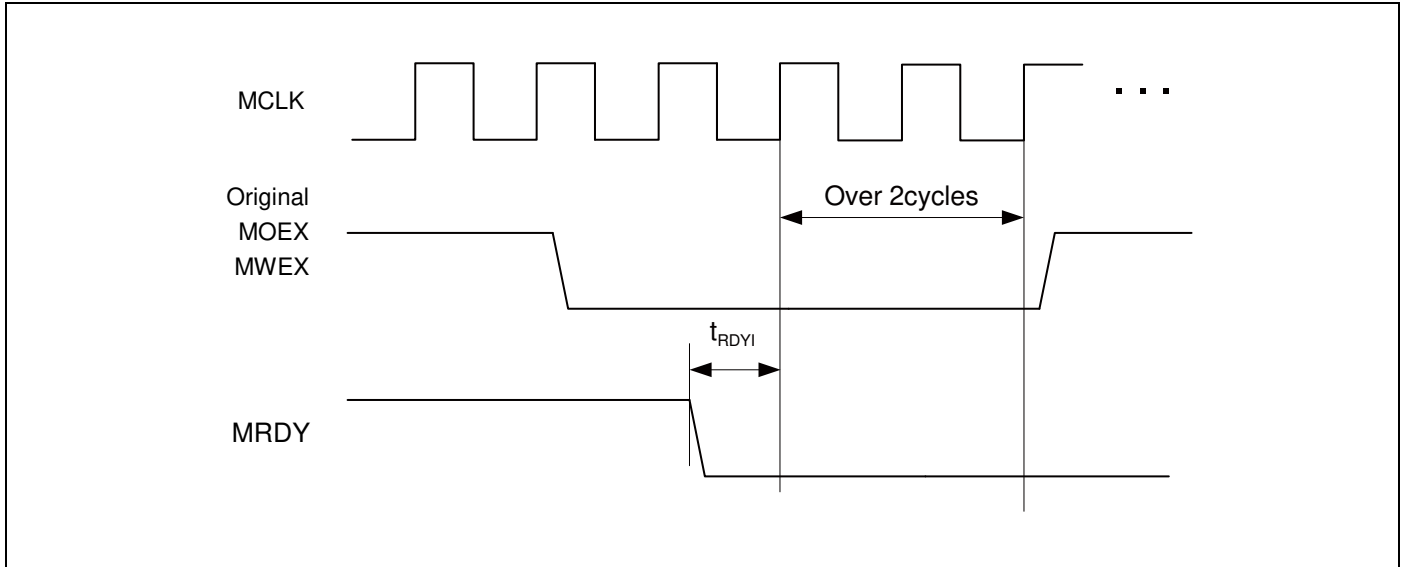 MCLK
. . .
Original
MOEX
MWEX
Over 2cycles
tRDYI
MRDY